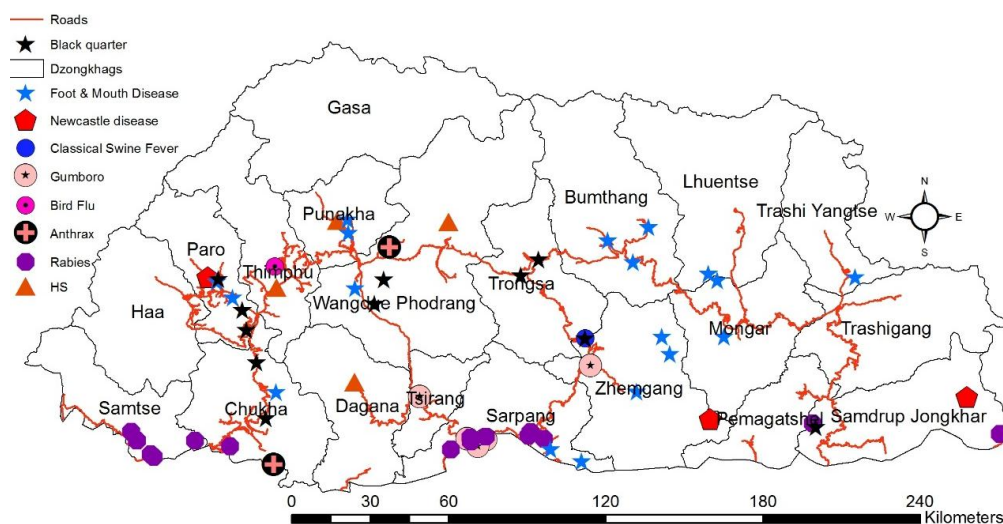 Roads
Black quarter
Dzongkhags
Foot & Mouth Disease
Newcastle disease
Classical Swine Fever
Gumboro
Bird Flu
Anthrax
Rabies
HS
Gasa
Punakha
Bumthang
Lhuentse
Trashi Yangtse
N
W E
S
Paro
Thimphu
Haa
Wangdue Phodrang
Trongsa
Mongar
Trashigang
Samtse
Chukha
Dagana
Tsirang
Sarpang
Zhemgang
Pemagatshel
Samdrup Jongkhar
0 30 60 120 180 240
Kilometers